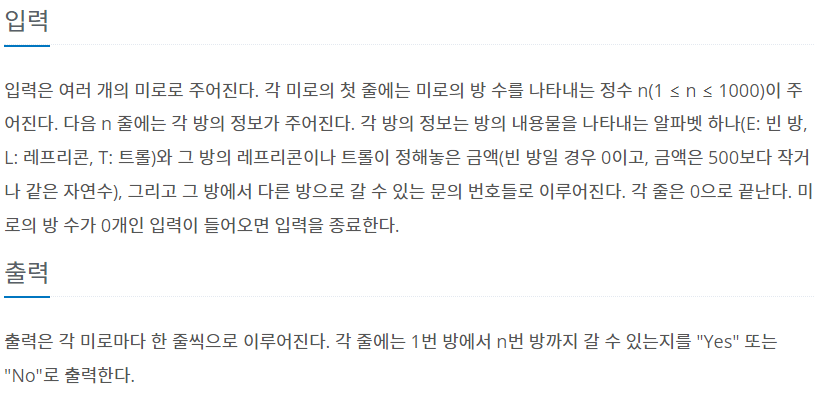 입력
입력은 여러 개의 미로로 주어진다. 각 미로의 첫 줄에는 미로의 방 수를 나타내는 정수 n(1 ≤ n ≤ 1000)이 주
어진다. 다음 n 줄에는 각 방의 정보가 주어진다. 각 방의 정보는 방의 내용물을 나타내는 알파벳 하나(E: 빈 방,
L: 레프리콘, T: 트롤)와 그 방의 레프리콘이나 트롤이 정해놓은 금액(빈 방일 경우 0이고, 금액은 500보다 작거
나 같은 자연수), 그리고 그 방에서 다른 방으로 갈 수 있는 문의 번호들로 이루어진다. 각 줄은 0으로 끝난다. 미
로의 방 수가 0개인 입력이 들어오면 입력을 종료한다.
출력
출력은 각 미로마다 한 줄씩으로 이루어진다. 각 줄에는 1번 방에서 n번 방까지 갈 수 있는지를 "Yes" 또는
"No"로 출력한다.